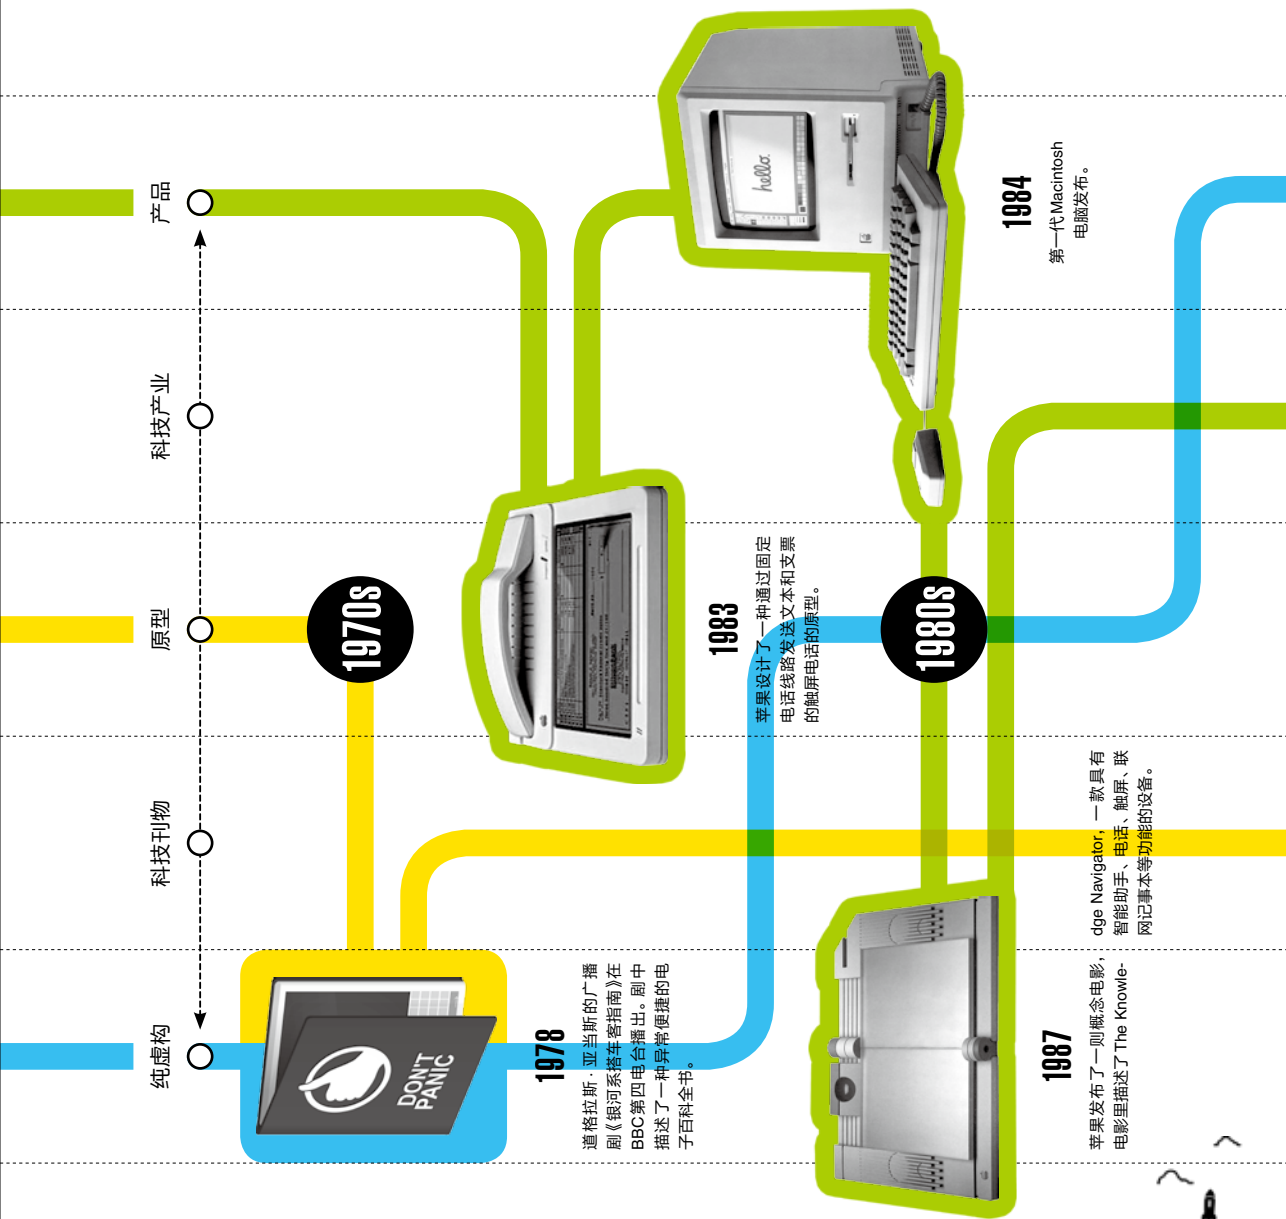 纯虚构
科技刊物
原型
科技产业
产品
1970s
DON'T
PANIC
1978
道格拉斯·亚当斯的广播
剧《银河系搭车客指南》在
BBC第四电台播出。剧中
描述了一种异常便捷的电
子百科全书。
1983
苹果设计了一种通过固定
电话线路发送文本和支票
的触屏电话的原型。
hello.
1980s
1984
第一代Macintosh
电脑发布。
1987
苹果发布了一则概念电影，
电影里描述了The Knowle-
dge Navigator，一款具有
智能助手、电话、触屏、联
网记事本等功能的设备。